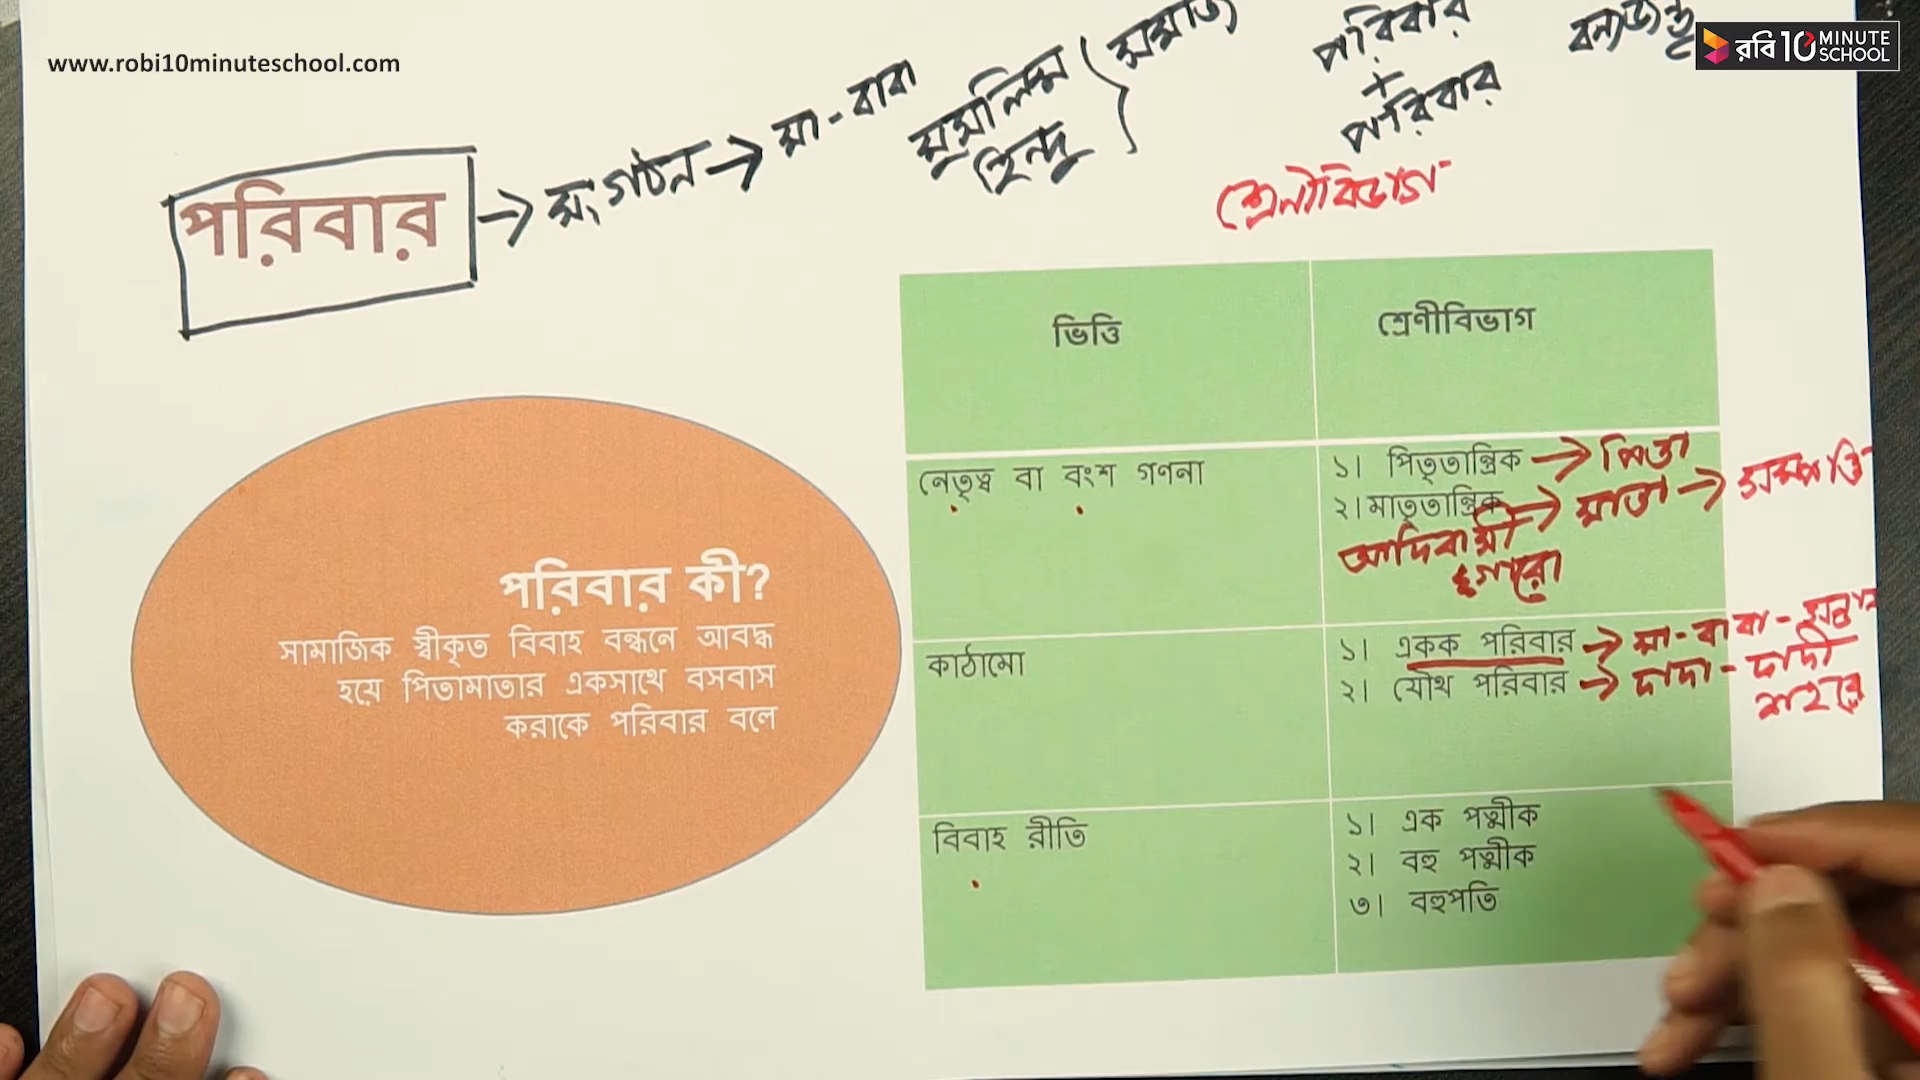 www.robi10minuteschool.com
রবি 10 MINUTE SCHOOL
পরিবার
→ সংগঠন → মা-বাবা
মুসলিম
হিন্দু
সমাজ
পরিবার
+
পরিবার
শ্রেণীবিভাগ
পরিবার কী?
সামাজিক স্বীকৃত বিবাহ বন্ধনে আবদ্ধ
হয়ে পিতামাতার একসাথে বসবাস
করাকে পরিবার বলে
ভিত্তি
শ্রেণীবিভাগ
নেতৃত্ব বা বংশ গণনা
১। পিতৃতান্ত্রিক → পিতা
২। মাতৃতান্ত্রিক → মাতা → সম্পত্তি
আদিবাসী
গারো
কাঠামো
১। একক পরিবার → মা-বাবা-সন্তান
২। যৌথ পরিবার → দাদা-দাদী
শহরে
বিবাহ রীতি
১। এক পত্মীক
২। বহু পত্মীক
৩। বহুপতি